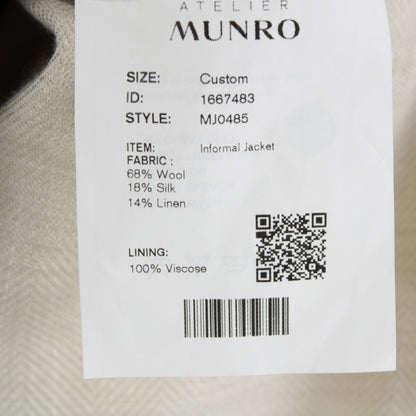 ATELIER
MUNRO
SIZE: Custom
ID: 1667483
STYLE: MJ0485
ITEM: Informal Jacket
FABRIC :
68% Wool
18% Silk
14% Linen
LINING:
100% Viscose